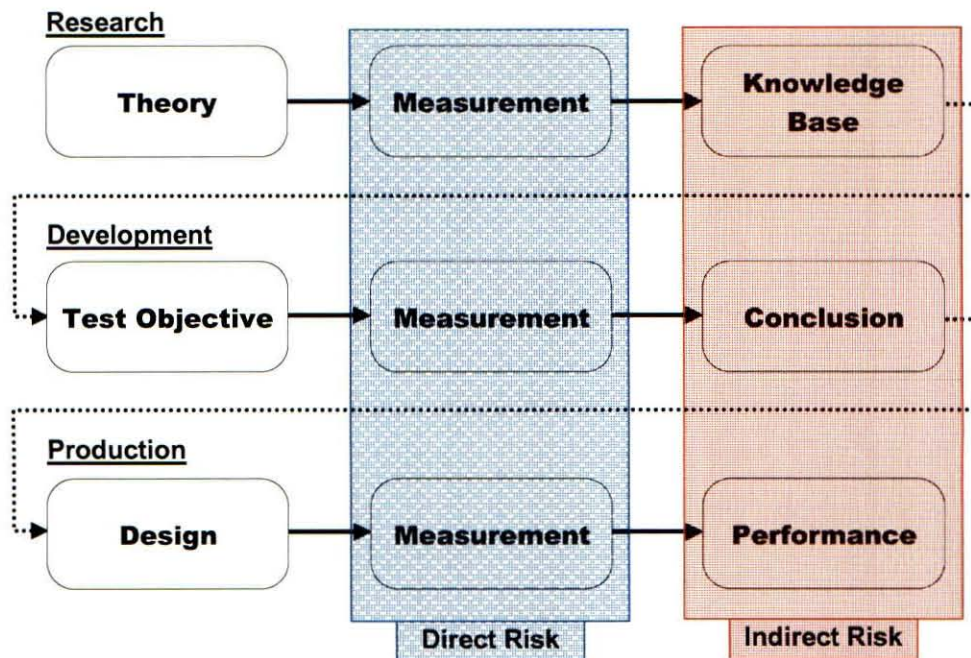 Research
Theory
Measurement
Knowledge
Base
Development
Test Objective
Measurement
Conclusion
Production
Design
Measurement
Performance
Direct Risk
Indirect Risk